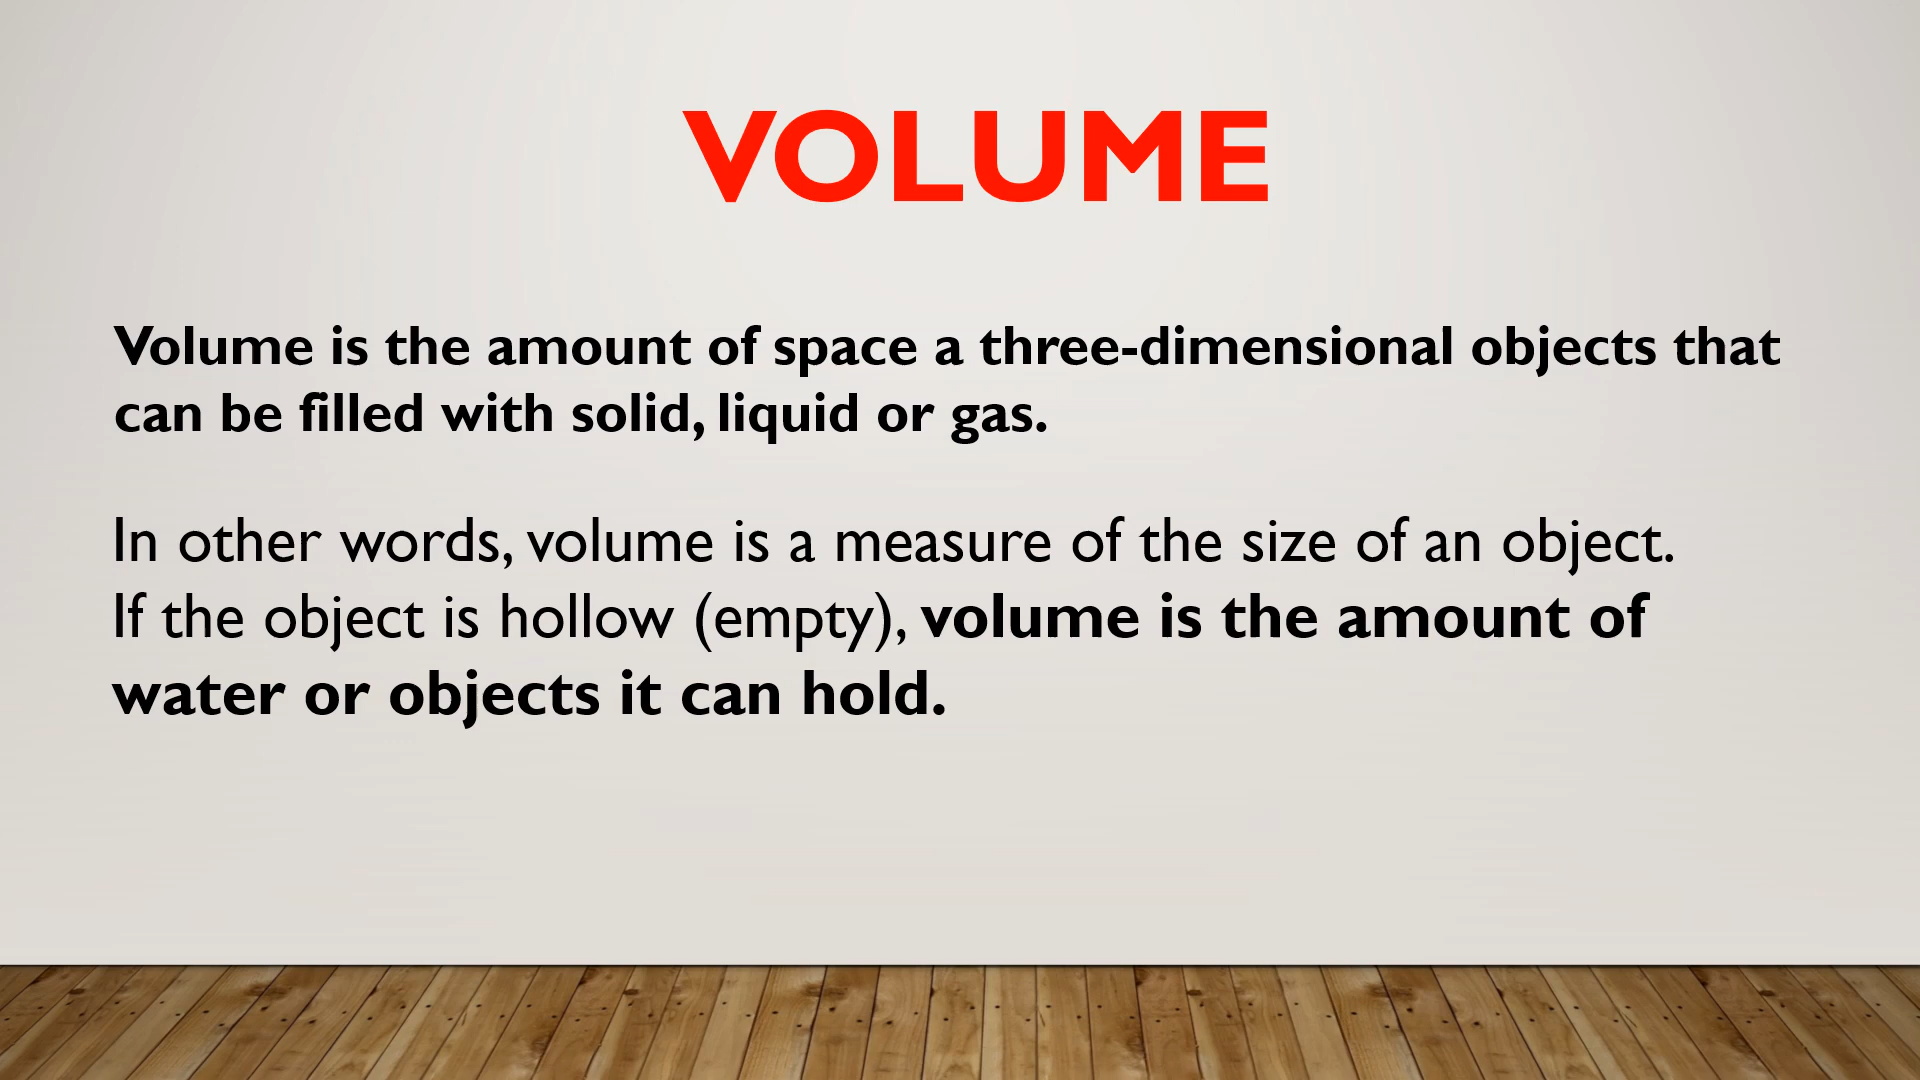 VOLUME
Volume is the amount of space a three-dimensional objects that
can be filled with solid, liquid or gas.
In other words, volume is a measure of the size of an object.
If the object is hollow (empty), volume is the amount of
water or objects it can hold.